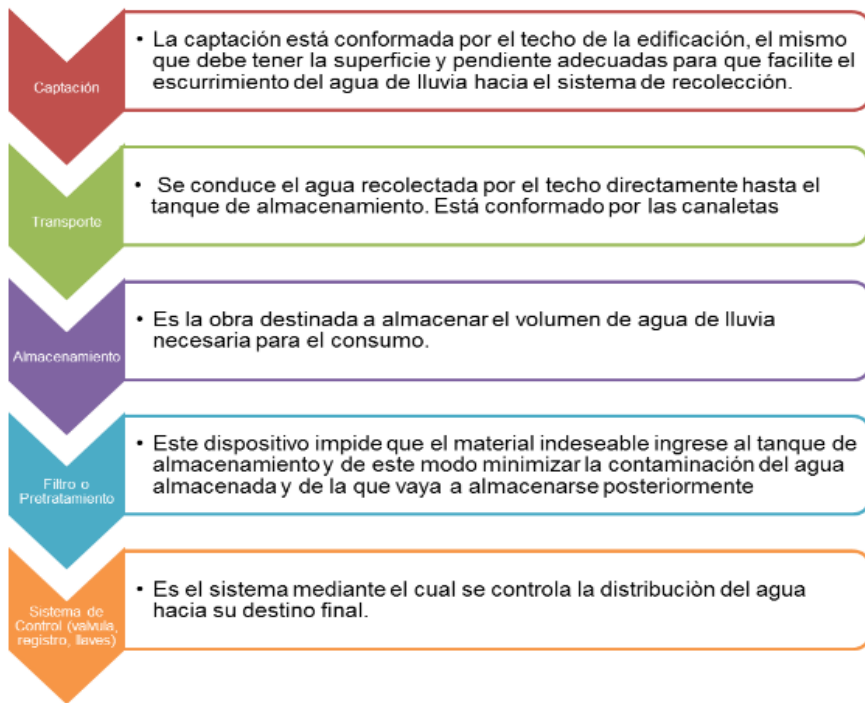 Captación
• La captación está conformada por el techo de la edificación, el mismo
que debe tener la superficie y pendiente adecuadas para que facilite el
escurrimiento del agua de lluvia hacia el sistema de recolección.
Transporte
• Se conduce el agua recolectada por el techo directamente hasta el
tanque de almacenamiento. Está conformado por las canaletas
Almacenamiento
• Es la obra destinada a almacenar el volumen de agua de lluvia
necesaria para el consumo.
Filtro o
Pretratamiento
• Este dispositivo impide que el material indeseable ingrese al tanque de
almacenamiento y de este modo minimizar la contaminación del agua
almacenada y de la que vaya a almacenarse posteriormente
Sistema de
Control (valvula,
registro, llaves)
• Es el sistema mediante el cual se controla la distribuciòn del agua
hacia su destino final.